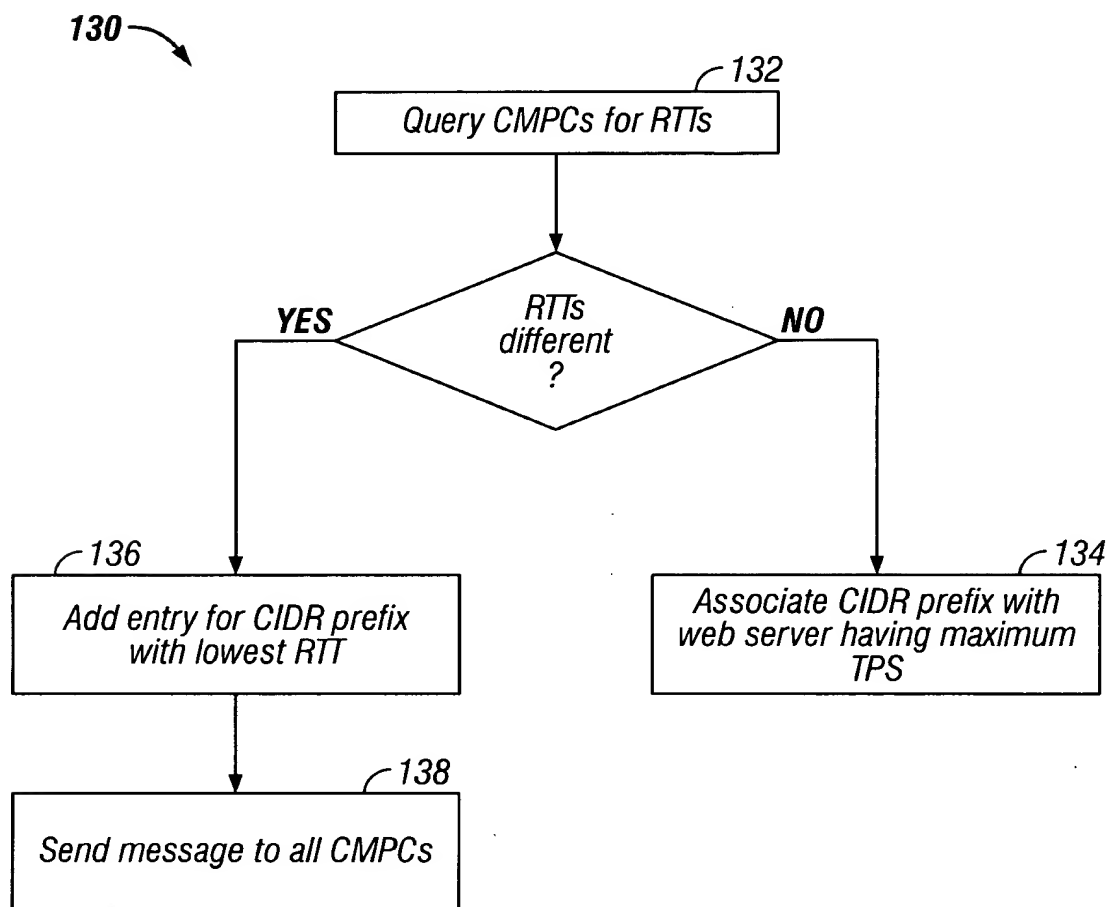 130
132
Query CMPCs for RTTs
RTTs
different
?
YES
NO
136
Add entry for CIDR prefix
with lowest RTT
134
Associate CIDR prefix with
web server having maximum
TPS
138
Send message to all CMPCs